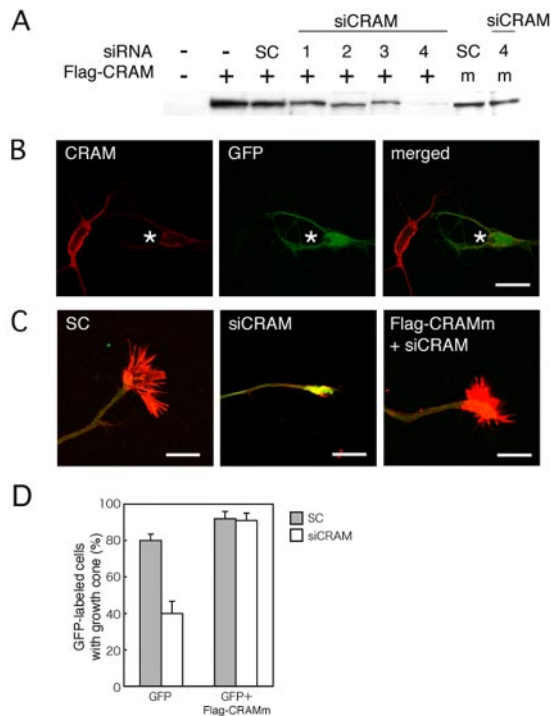 A
siCRAM
siCRAM
siRNA - - SC 1 2 3 4 SC 4
Flag-CRAM - + + + + + + m m
B
CRAM
GFP
merged
*
*
*
C
SC
siCRAM
Flag-CRAMm
+ siCRAM
D
100
80
60
40
20
0
GFP-labeled cells
with growth cone (%)
SC
siCRAM
GFP
GFP+
Flag-CRAMm